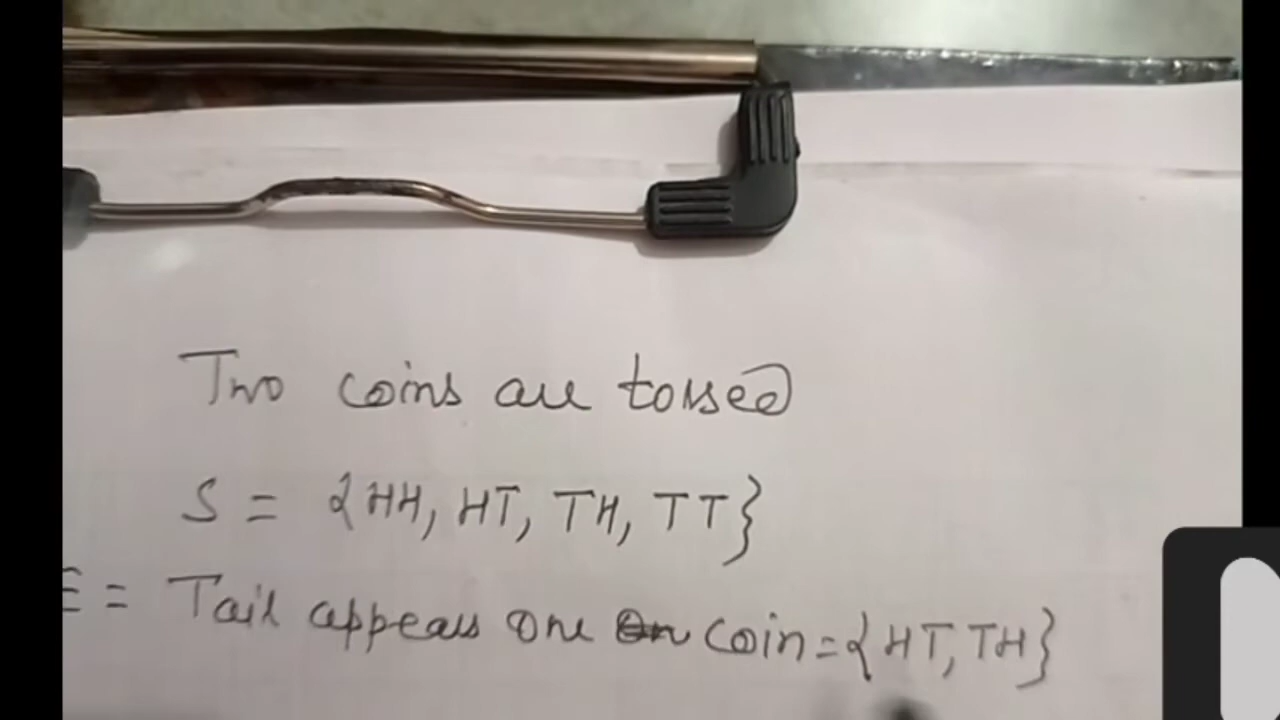 Two coins are tossed
S = {HH, HT, TH, TT}
E = Tail appears one coin = {HT, TH}